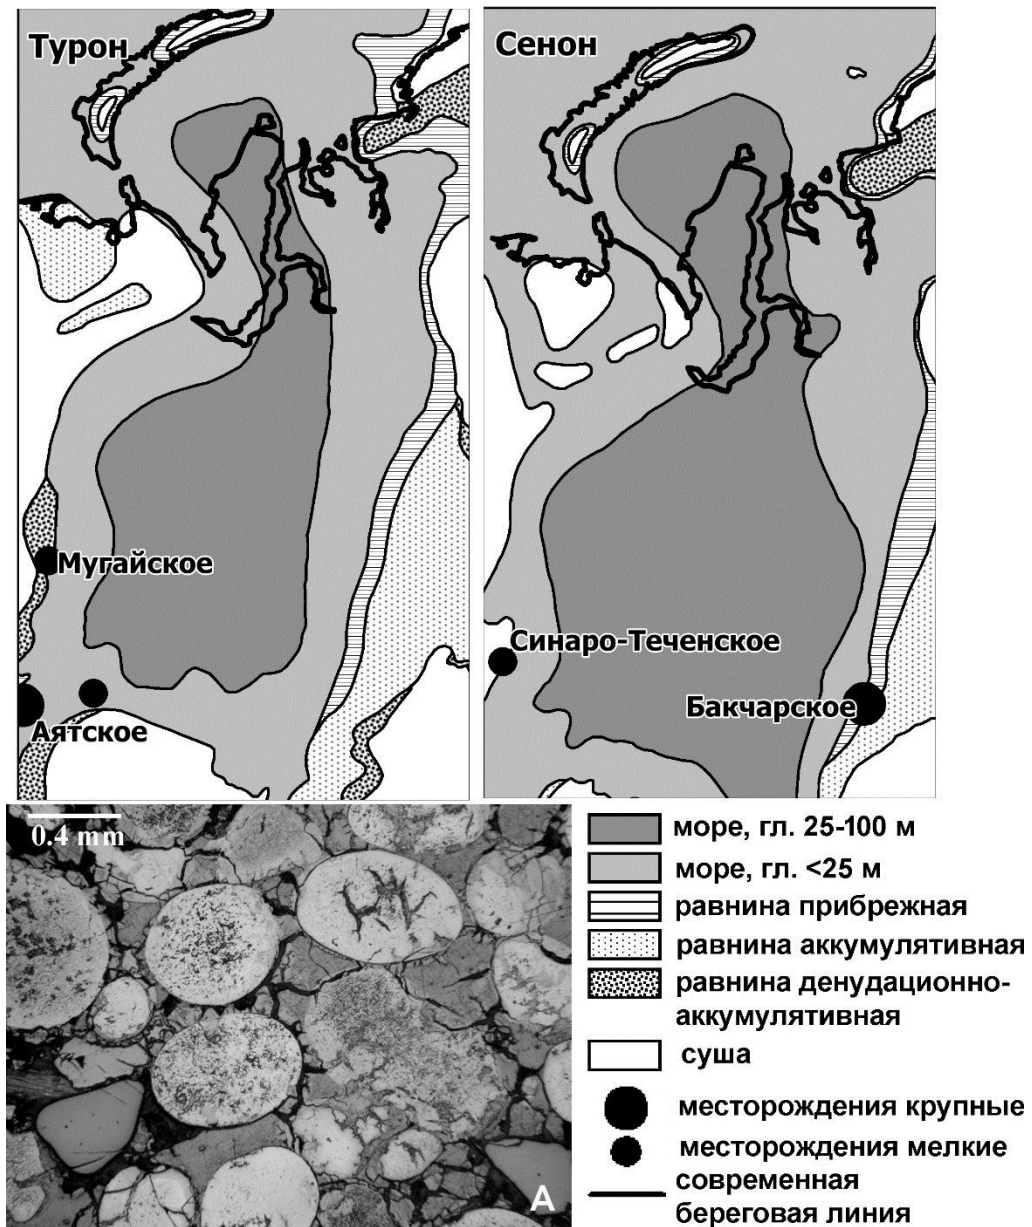 Турон
Сенон
Мугайское
Аятское
Синаро-Теченское
Бакчарское
0.4 mm
A
море, гл. 25-100 м
море, гл. <25 м
равнина прибрежная
равнина аккумулятивная
равнина денудационно-
аккумулятивная
суша
месторождения крупные
месторождения мелкие
современная
береговая линия